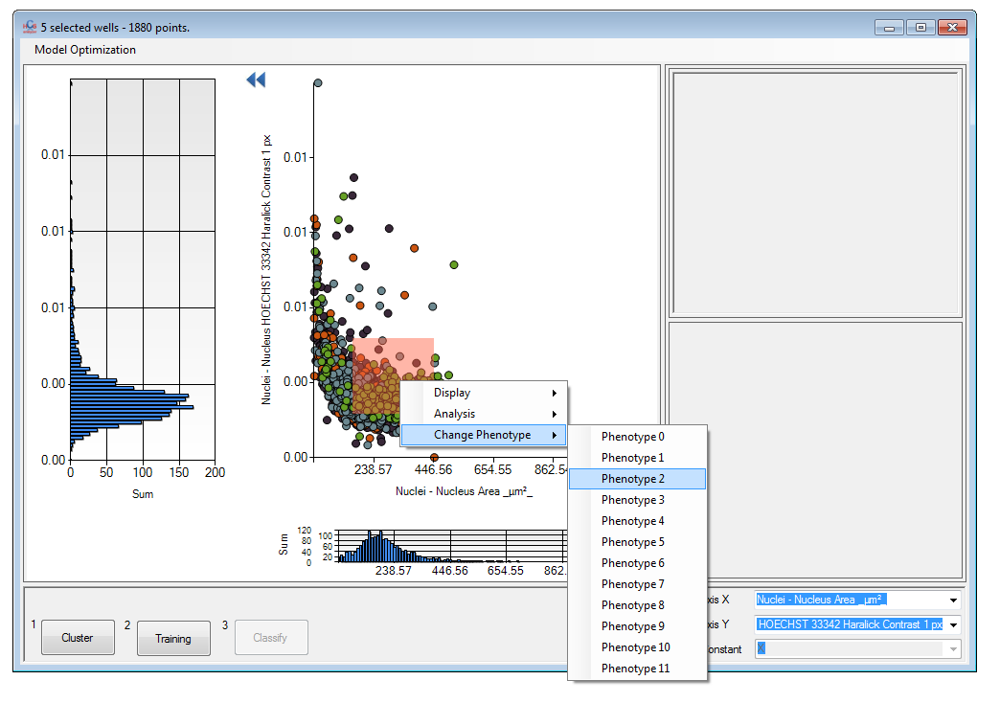 5 selected wells - 1880 points.
Model Optimization
0.01
0.01
0.01
0.00
0.00
0 50 100 150 200
Sum
Nuclei - Nucleus HOECHST 33342 Haralick Contrast 1 px
0.01
0.01
0.01
0.00
0.00
238.57 446.56 654.55 862.54
Nuclei - Nucleus Area _µm²_
Sum
120
80
40
0
100
60
20
238.57 446.56 654.55 862.
Display
Analysis
Change Phenotype
Phenotype 0
Phenotype 1
Phenotype 2
Phenotype 3
Phenotype 4
Phenotype 5
Phenotype 6
Phenotype 7
Phenotype 8
Phenotype 9
Phenotype 10
Phenotype 11
1 Cluster 2 Training 3 Classify
xis X Nuclei - Nucleus Area _µm²_
xis Y HOECHST 33342 Haralick Contrast 1 px
onstant X